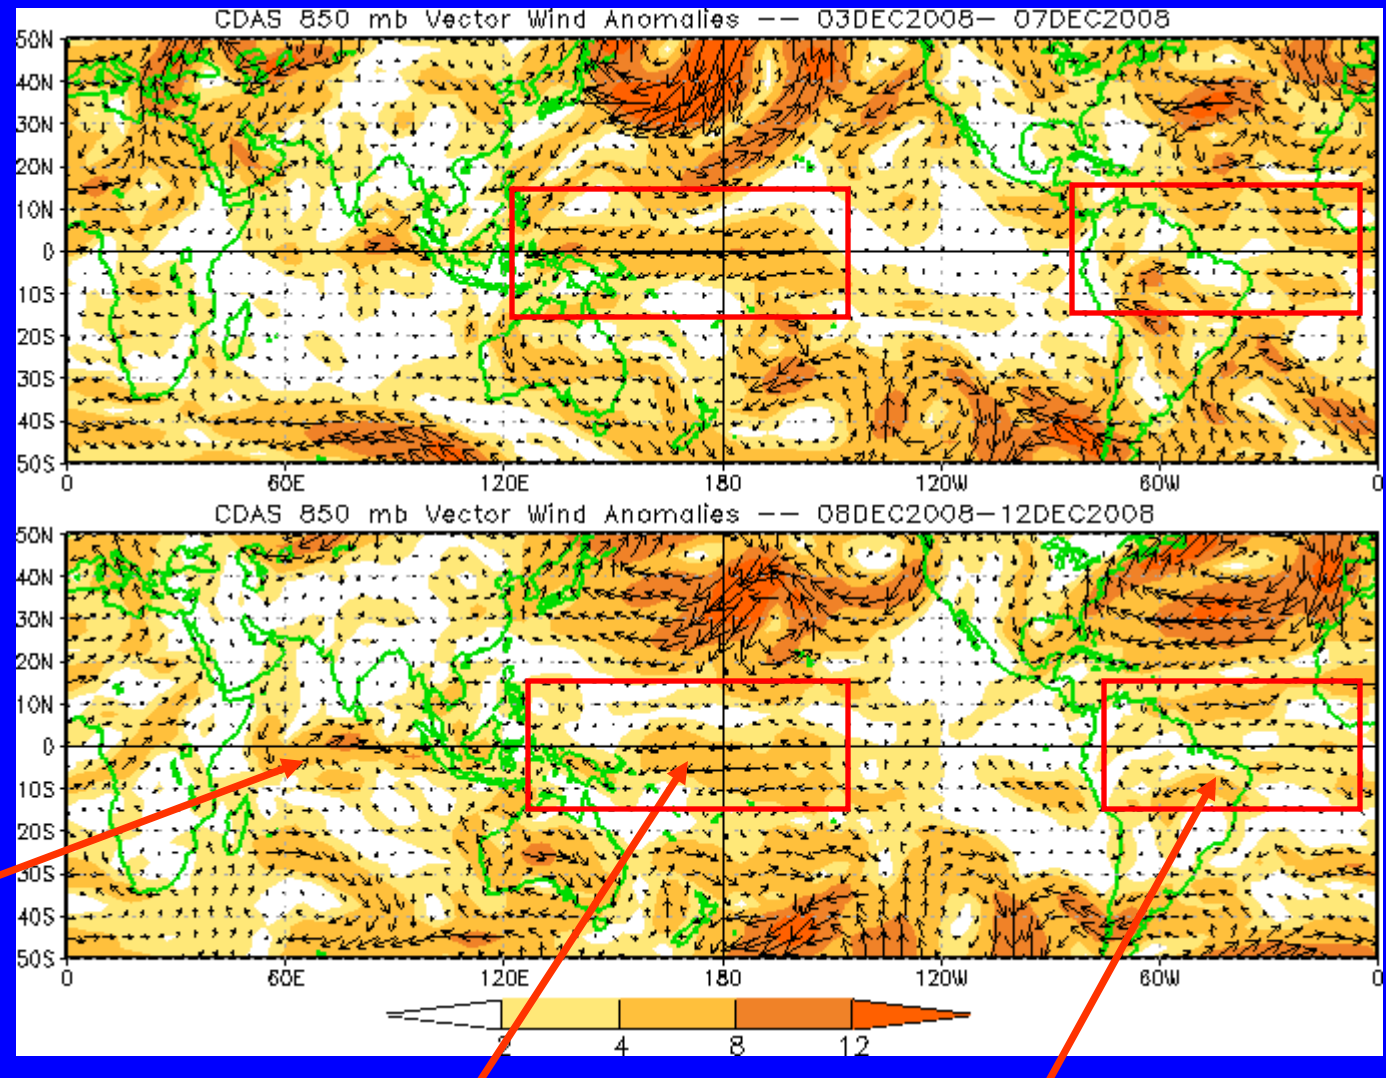 CDAS 850 mb Vector Wind Anomalies -- 03DEC2008- 07DEC2008
50N
40N
30N
20N
10N
0
10S
20S
30S
40S
50S
0 60E 120E 180 120W 60W 0
CDAS 850 mb Vector Wind Anomalies -- 08DEC2008-12DEC2008
50N
40N
30N
20N
10N
0
10S
20S
30S
40S
50S
0 60E 120E 180 120W 60W 0
2 4 8 12